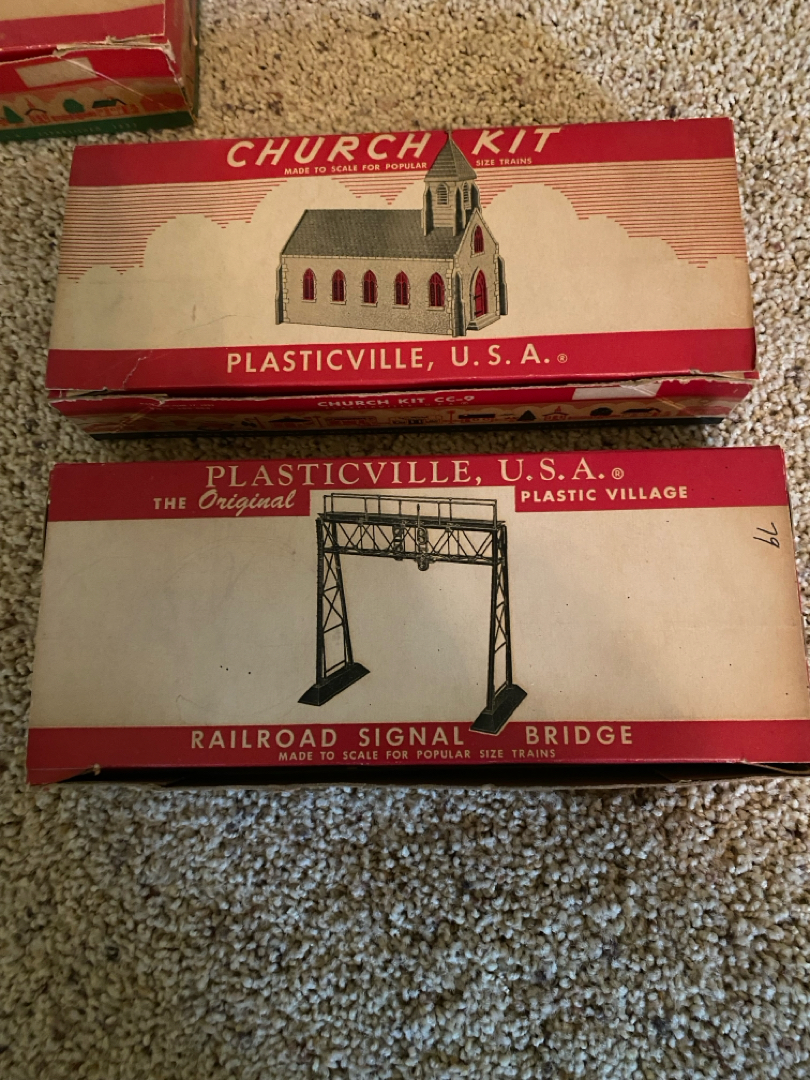 CHURCH KIT
MADE TO SCALE FOR POPULAR SIZE TRAINS
PLASTICVILLE, U.S.A.®
CHURCH KIT CC-9
PLASTICVILLE, U.S.A.®
THE Original PLASTIC VILLAGE
79
RAILROAD SIGNAL BRIDGE
MADE TO SCALE FOR POPULAR SIZE TRAINS